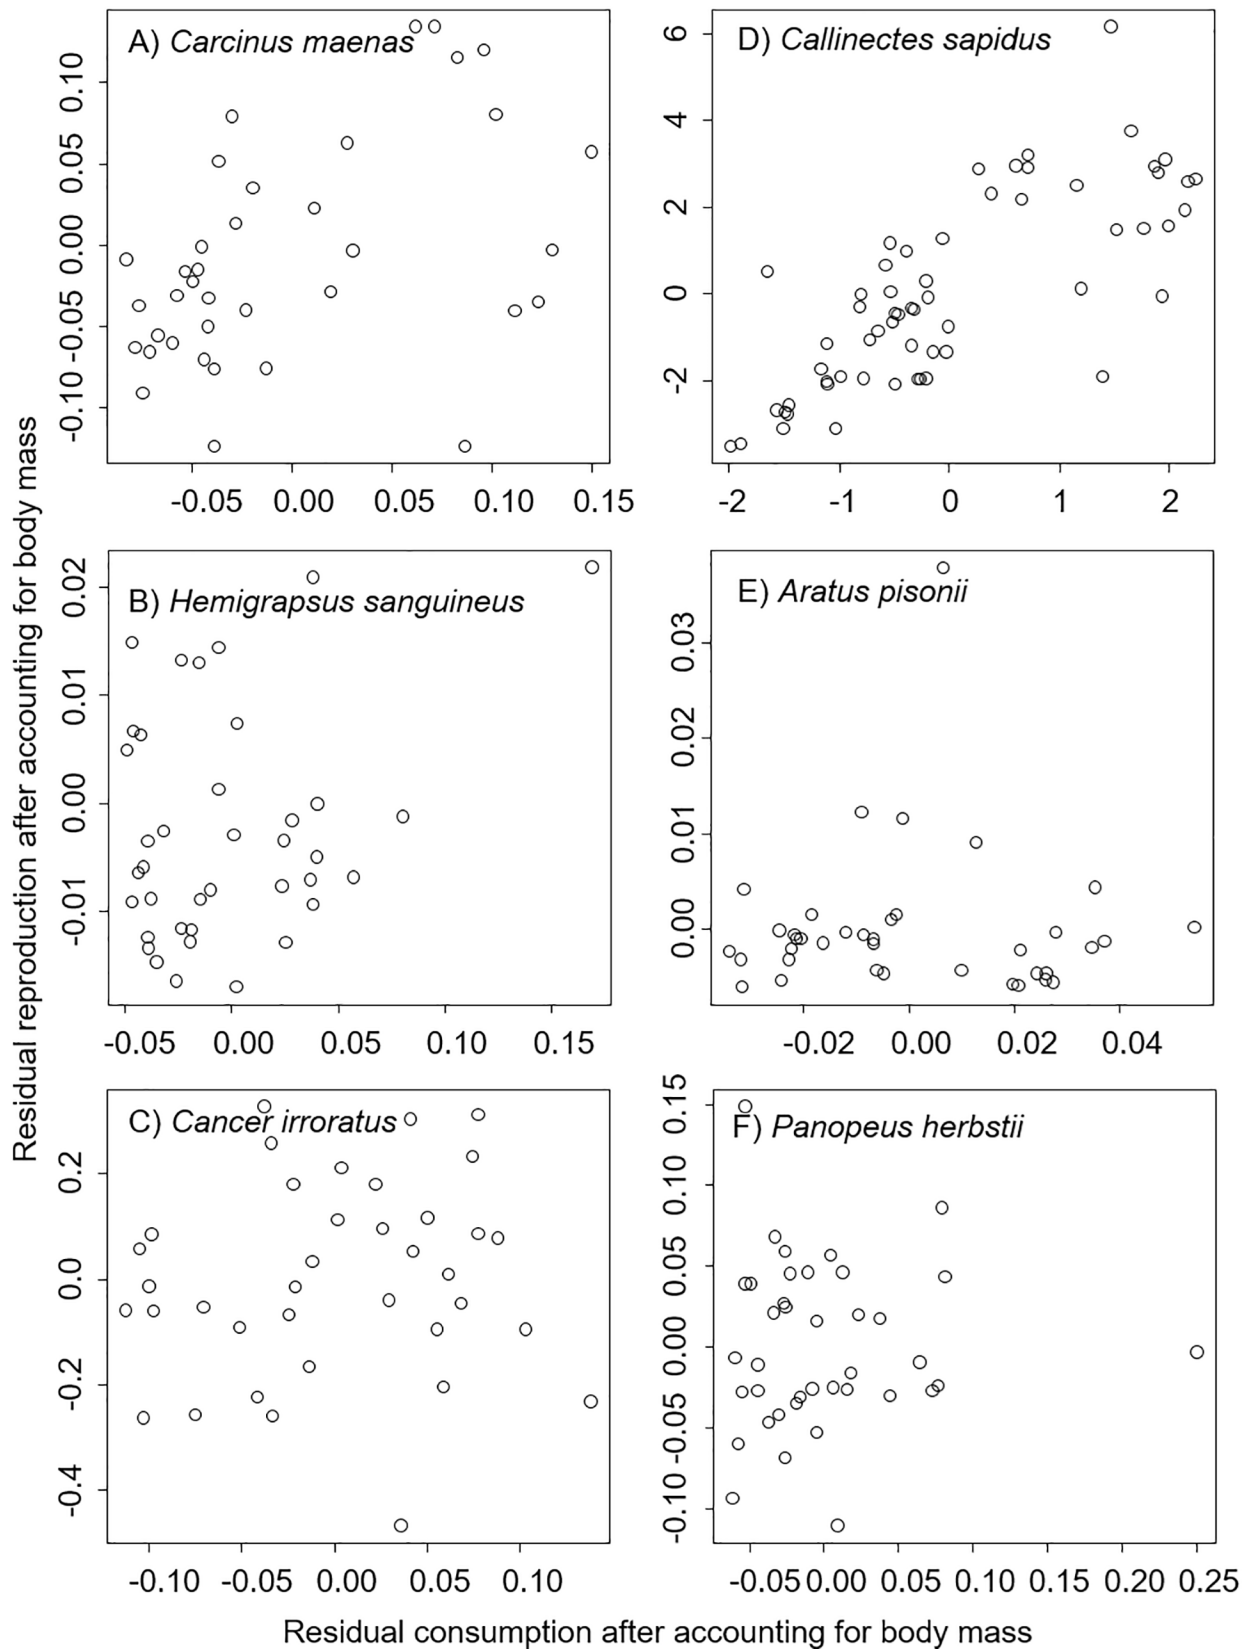 A) Carcinus maenas
0.10
0.05
0.00
-0.05
-0.10
-0.05 0.00 0.05 0.10 0.15
D) Callinectes sapidus
6
4
2
0
-2
-2 -1 0 1 2
B) Hemigrapsus sanguineus
0.02
0.01
0.00
-0.01
-0.05 0.00 0.05 0.10 0.15
E) Aratus pisonii
0.03
0.02
0.01
0.00
-0.02 0.00 0.02 0.04
C) Cancer irroratus
0.2
0.0
-0.2
-0.4
-0.10 -0.05 0.00 0.05 0.10
F) Panopeus herbstii
0.15
0.10
0.05
0.00
-0.05
-0.10
-0.05 0.00 0.05 0.10 0.15 0.20 0.25
Residual reproduction after accounting for body mass
Residual consumption after accounting for body mass